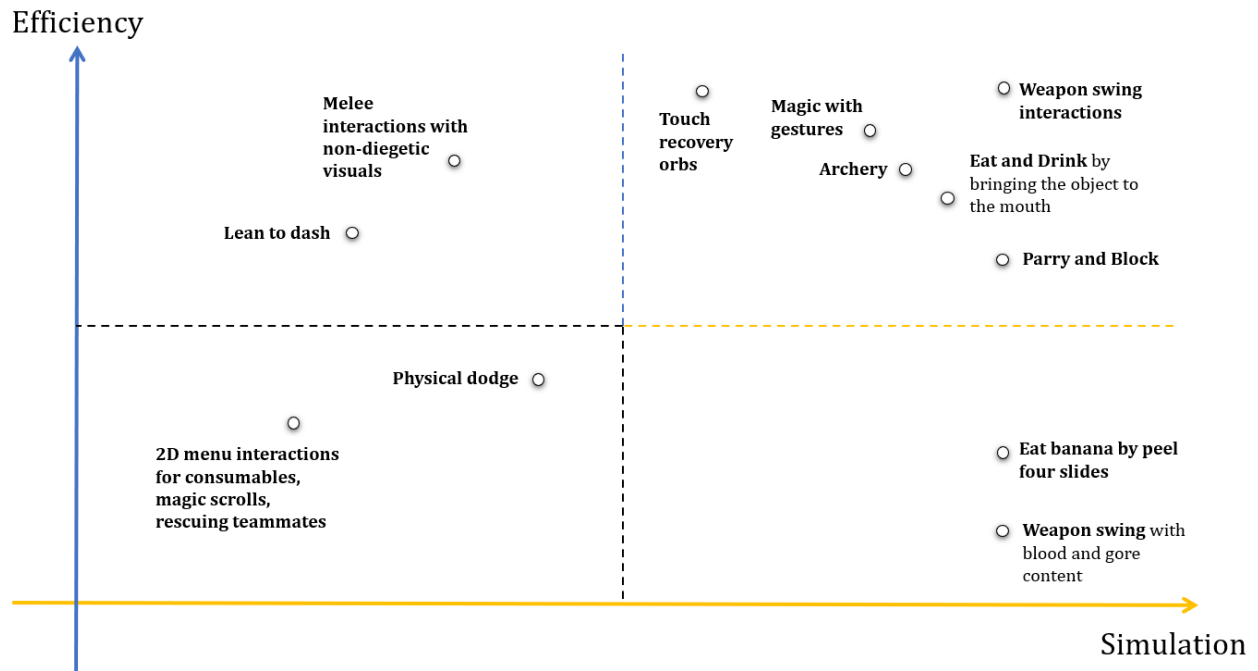 Efficiency
Melee
interactions with
non-diegetic
visuals
Touch
recovery
orbs
Magic with
gestures
Weapon swing
interactions
Archery
Eat and Drink by
bringing the object to
the mouth
Lean to dash
Parry and Block
Physical dodge
2D menu interactions
for consumables,
magic scrolls,
rescuing teammates
Eat banana by peel
four slides
Weapon swing with
blood and gore
content
Simulation